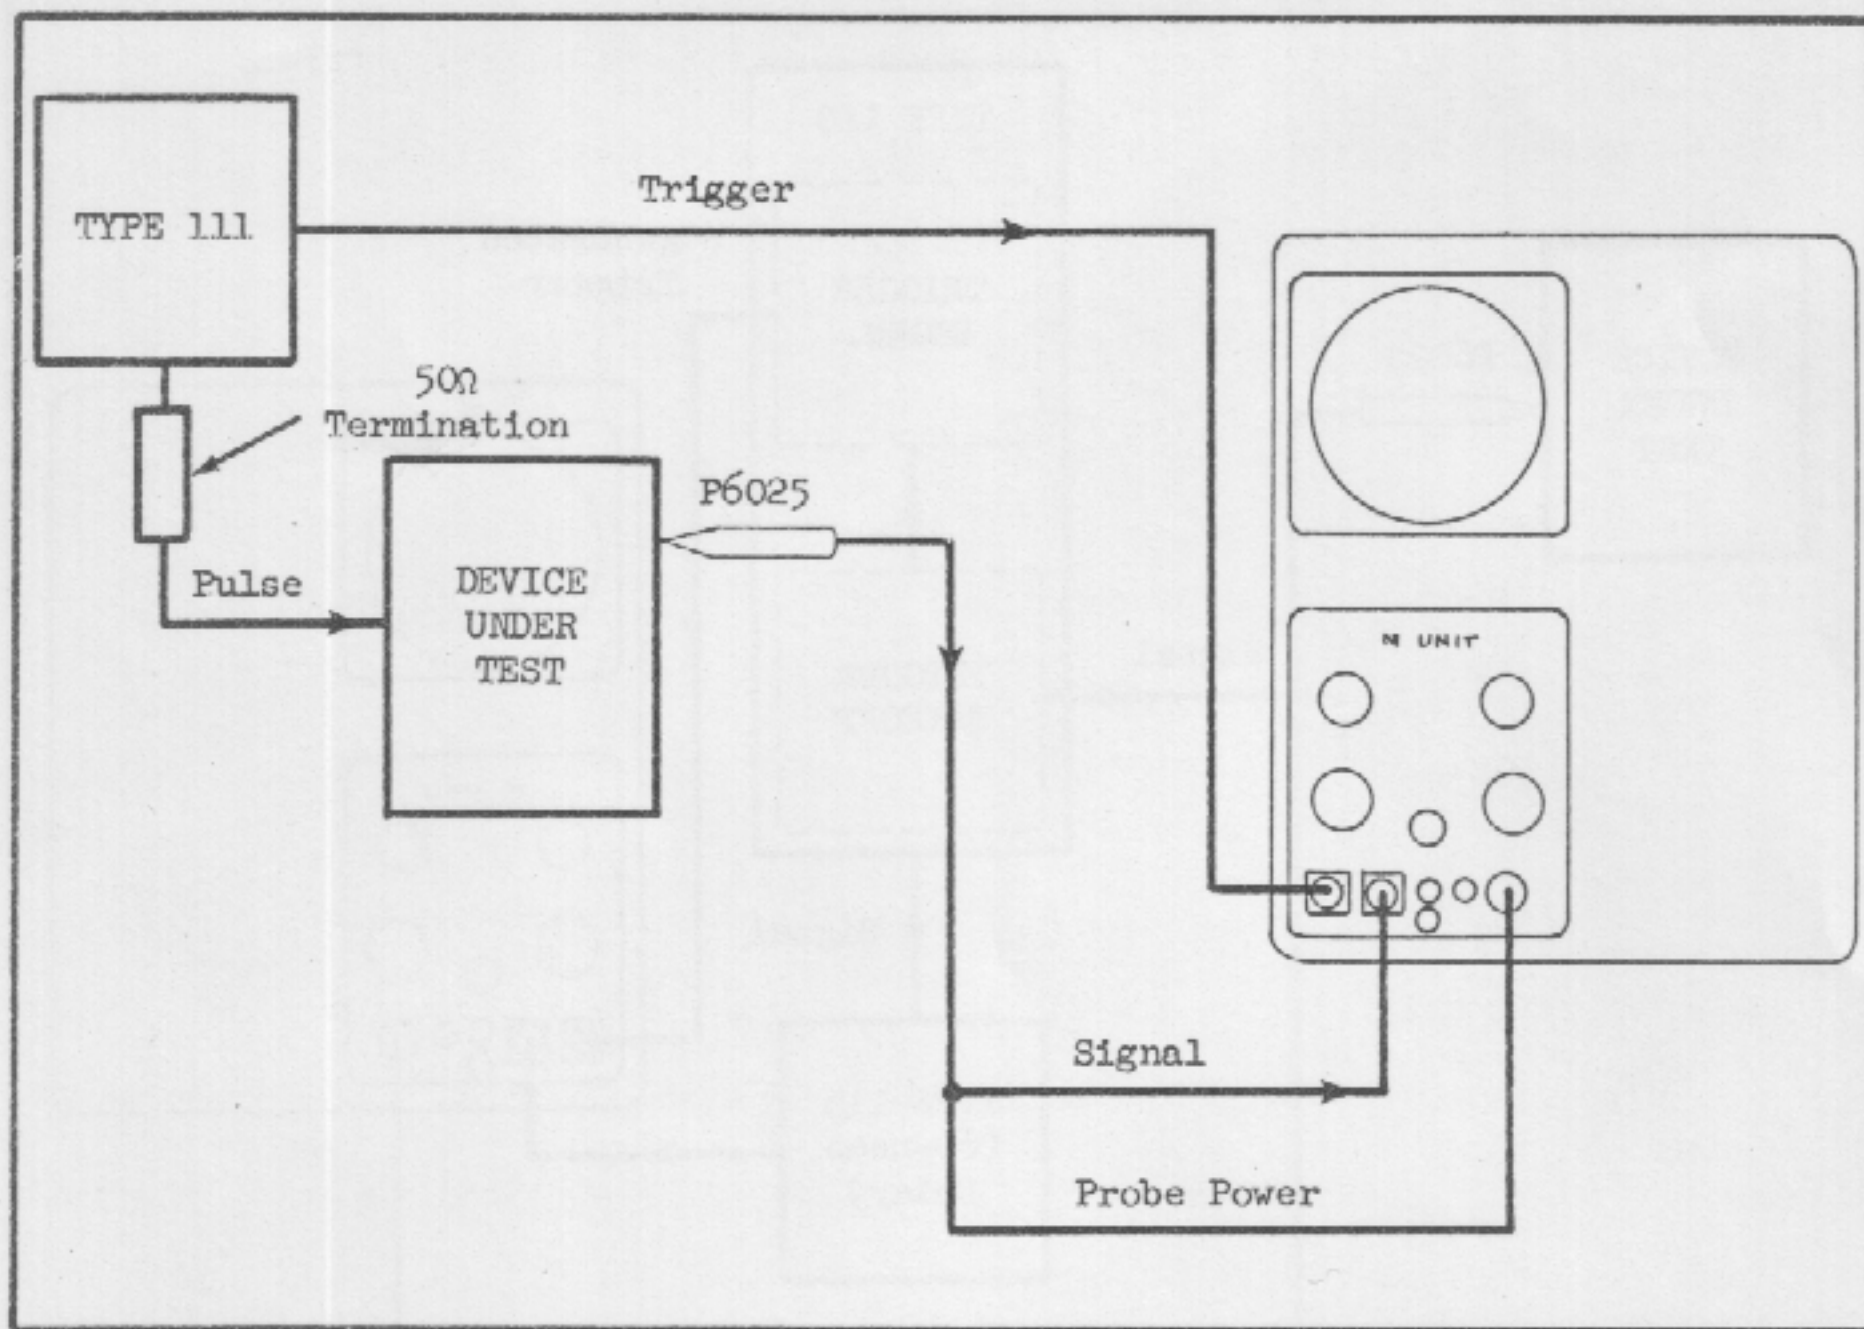 Trigger
TYPE 111
50Ω
Termination
P6025
Pulse
DEVICE
UNDER
TEST
N UNIT
Signal
Probe Power